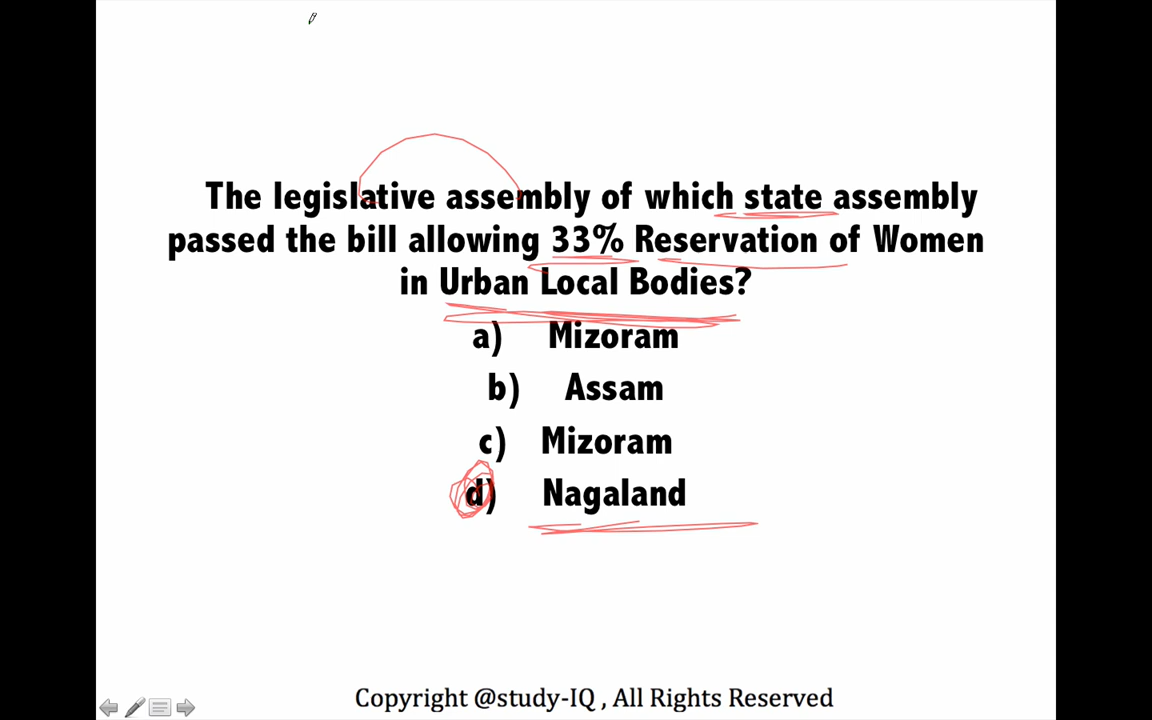 The legislative assembly of which state assembly
passed the bill allowing 33% Reservation of Women
in Urban Local Bodies?
a) Mizoram
b) Assam
c) Mizoram
d) Nagaland
Copyright @study-IQ , All Rights Reserved